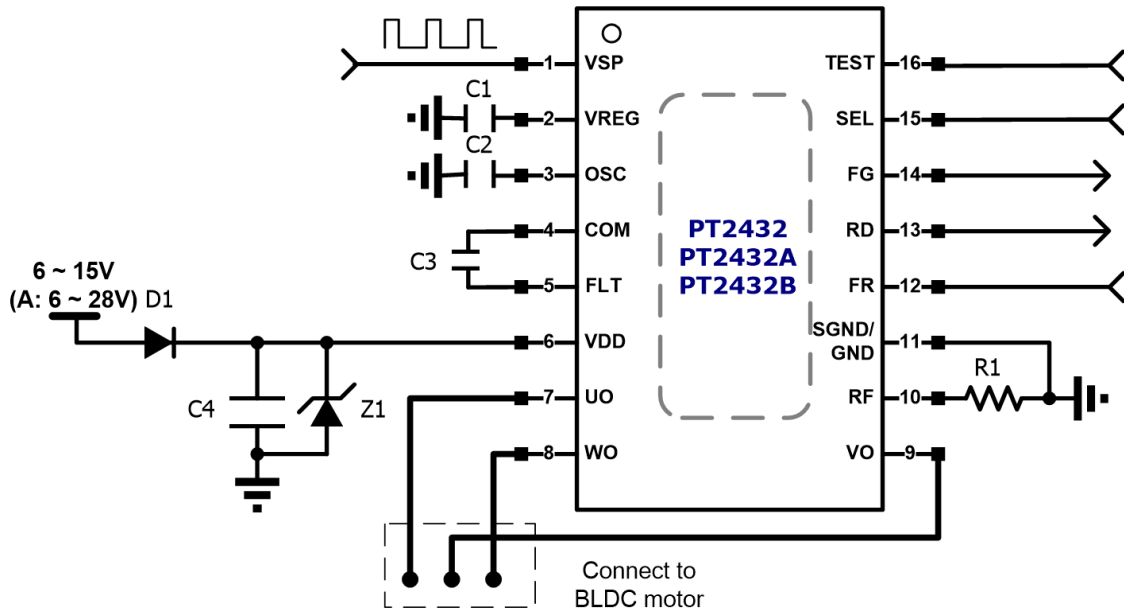 1 VSP
C1
2 VREG
C2
3 OSC
4 COM
C3
5 FLT
6 ~ 15V
(A: 6 ~ 28V) D1
6 VDD
C4
Z1
7 UO
8 WO
PT2432
PT2432A
PT2432B
TEST 16
SEL 15
FG 14
RD 13
FR 12
SGND/
GND 11
R1
RF 10
VO 9
Connect to
BLDC motor